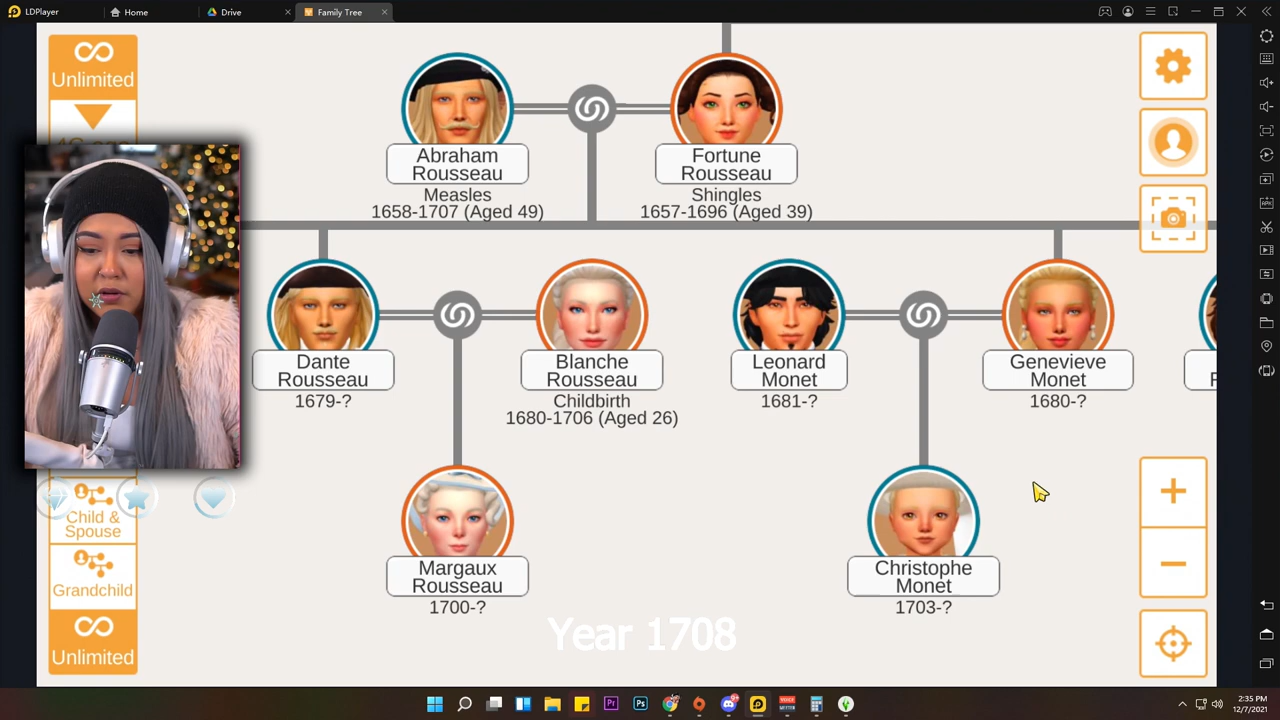 LDPlayer
Home
Drive
Family Tree
Unlimited
Abraham
Rousseau
Measles
1658-1707 (Aged 49)
Fortune
Rousseau
Shingles
1657-1696 (Aged 39)
Dante
Rousseau
1679-?
Blanche
Rousseau
Childbirth
1680-1706 (Aged 26)
Leonard
Monet
1681-?
Genevieve
Monet
1680-?
Child &
Spouse
Grandchild
Unlimited
Margaux
Rousseau
1700-?
Christophe
Monet
1703-?
Year 1708
2:35 PM
12/7/2021